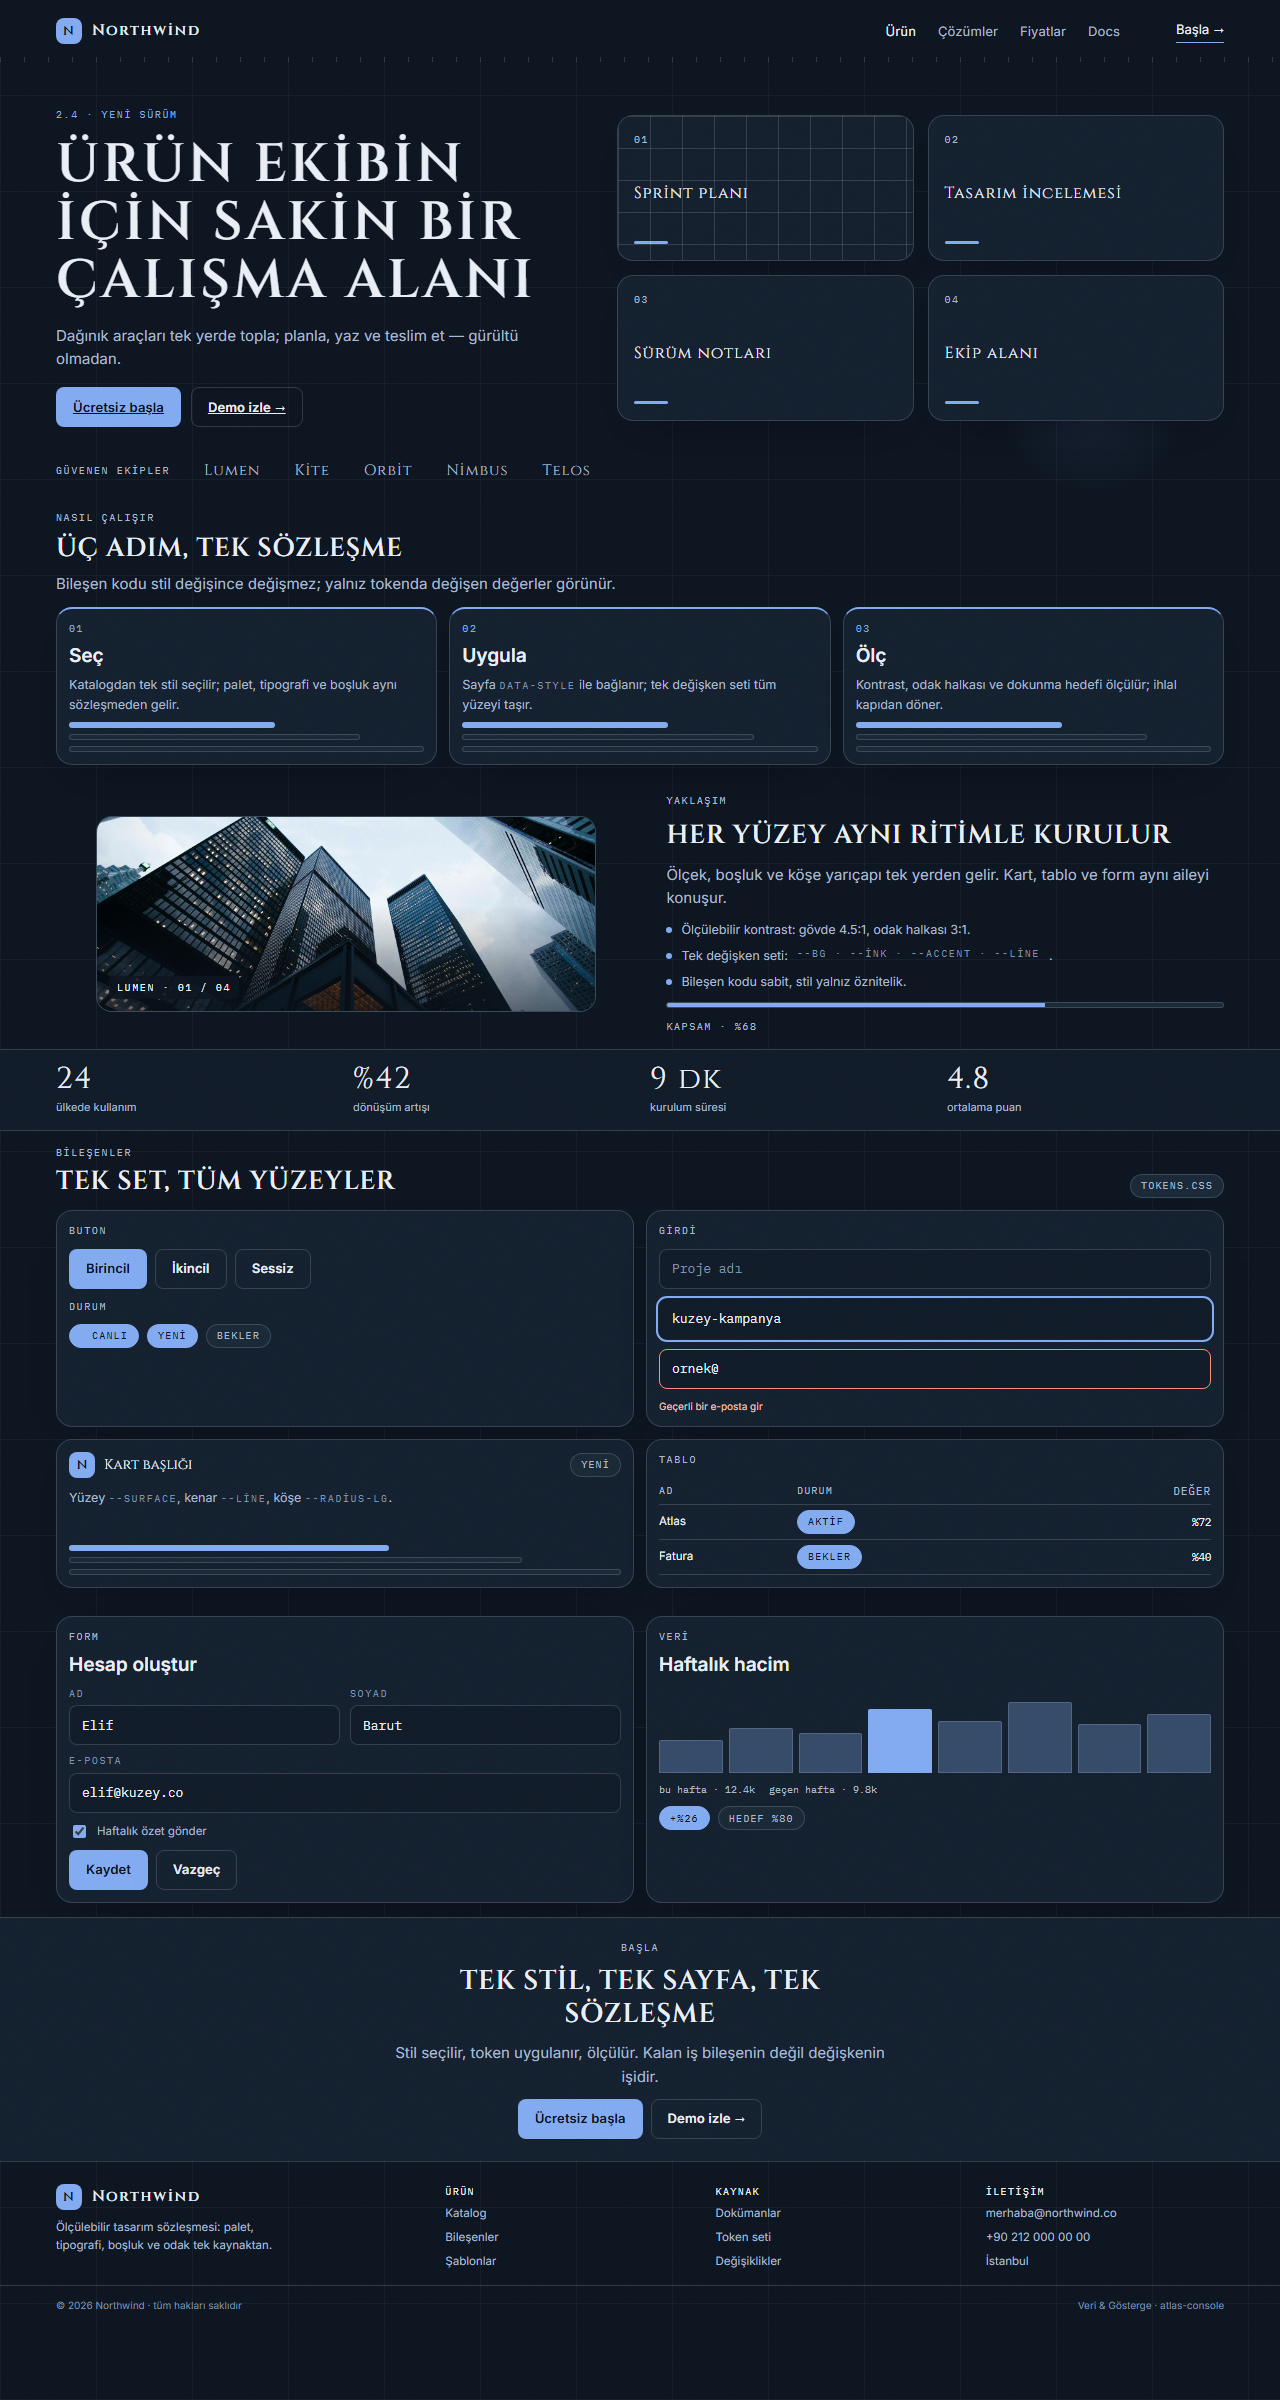 N Northwind
Ürün Çözümler Fiyatlar Docs Başla →
2.4 · YENİ SÜRÜM
ÜRÜN EKİBİN
İÇİN SAKİN BİR
ÇALIŞMA ALANI
Dağınık araçları tek yerde topla; planla, yaz ve teslim et — gürültü
olmadan.
Ücretsiz başla Demo izle →
01
Sprint planı
02
Tasarım incelemesi
03
Sürüm notları
04
Ekip alanı
GÜVENEN EKİPLER Lumen Kite Orbit Nimbus Telos
NASIL ÇALIŞIR
ÜÇ ADIM, TEK SÖZLEŞME
Bileşen kodu stil değişince değişmez; yalnız tokenda değişen değerler görünür.
01
Seç
Katalogdan tek stil seçilir; palet, tipografi ve boşluk aynı
sözleşmeden gelir.
02
Uygula
Sayfa DATA-STYLE ile bağlanır; tek değişken seti tüm
yüzeyi taşır.
03
Ölç
Kontrast, odak halkası ve dokunma hedefi ölçülür; ihlal
kapıdan döner.
LUMEN · 01 / 04
YAKLAŞIM
HER YÜZEY AYNI RİTİMLE KURULUR
Ölçek, boşluk ve köşe yarıçapı tek yerden gelir. Kart, tablo ve form aynı aileyi
konuşur.
Ölçülebilir kontrast: gövde 4.5:1, odak halkası 3:1.
Tek değişken seti: --BG · --İNK · --ACCENT · --LİNE .
Bileşen kodu sabit, stil yalnız öznitelik.
KAPSAM · %68
24
ülkede kullanım
%42
dönüşüm artışı
9 dk
kurulum süresi
4.8
ortalama puan
BİLEŞENLER
TEK SET, TÜM YÜZEYLER
TOKENS.CSS
BUTON
Birincil İkincil Sessiz
DURUM
CANLI YENİ BEKLER
GİRDİ
Proje adı
kuzey-kampanya
ornek@
Geçerli bir e-posta gir
N Kart başlığı YENİ
Yüzey --SURFACE, kenar --LİNE, köşe --RADİUS-LG.
TABLO
AD DURUM DEĞER
Atlas AKTİF %72
Fatura BEKLER %40
FORM
Hesap oluştur
AD SOYAD
Elif Barut
E-POSTA
elif@kuzey.co
Haftalık özet gönder
Kaydet Vazgeç
VERİ
Haftalık hacim
bu hafta · 12.4k geçen hafta · 9.8k
+%26 HEDEF %80
BAŞLA
TEK STİL, TEK SAYFA, TEK
SÖZLEŞME
Stil seçilir, token uygulanır, ölçülür. Kalan iş bileşenin değil değişkenin
işidir.
Ücretsiz başla Demo izle →
N Northwind
Ölçülebilir tasarım sözleşmesi: palet,
tipografi, boşluk ve odak tek kaynaktan.
ÜRÜN
Katalog
Bileşenler
Şablonlar
KAYNAK
Dokümanlar
Token seti
Değişiklikler
İLETİŞİM
merhaba@northwind.co
+90 212 000 00 00
İstanbul
© 2026 Northwind · tüm hakları saklıdır
Veri & Gösterge · atlas-console